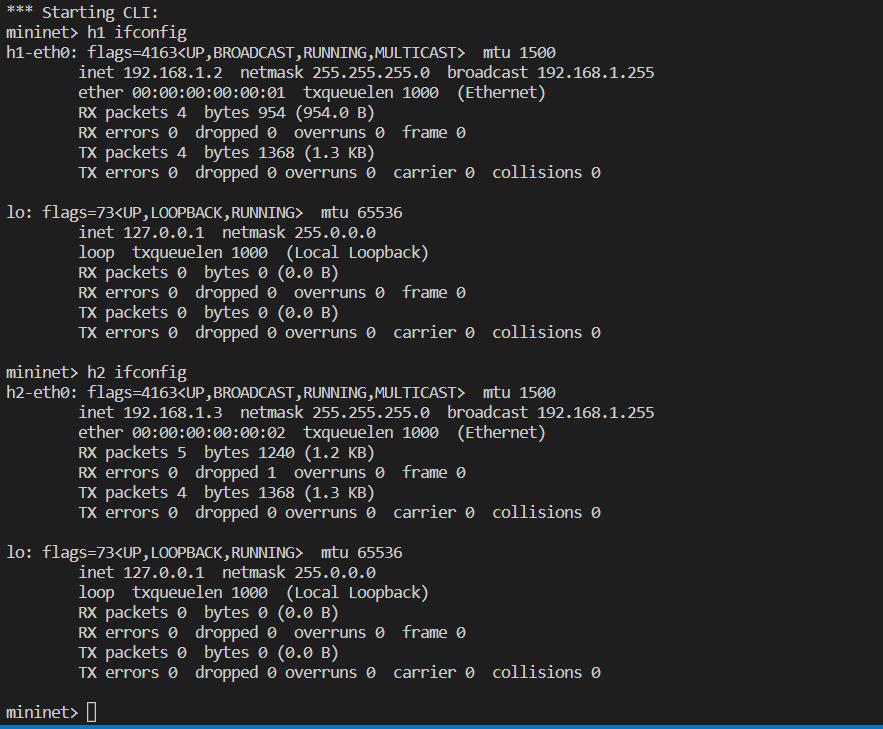 *** Starting CLI:
mininet> h1 ifconfig
h1-eth0: flags=4163<UP,BROADCAST,RUNNING,MULTICAST>  mtu 1500
        inet 192.168.1.2  netmask 255.255.255.0  broadcast 192.168.1.255
        ether 00:00:00:00:00:01  txqueuelen 1000  (Ethernet)
        RX packets 4  bytes 954 (954.0 B)
        RX errors 0  dropped 0  overruns 0  frame 0
        TX packets 4  bytes 1368 (1.3 KB)
        TX errors 0  dropped 0 overruns 0  carrier 0  collisions 0

lo: flags=73<UP,LOOPBACK,RUNNING>  mtu 65536
        inet 127.0.0.1  netmask 255.0.0.0
        loop  txqueuelen 1000  (Local Loopback)
        RX packets 0  bytes 0 (0.0 B)
        RX errors 0  dropped 0  overruns 0  frame 0
        TX packets 0  bytes 0 (0.0 B)
        TX errors 0  dropped 0 overruns 0  carrier 0  collisions 0

mininet> h2 ifconfig
h2-eth0: flags=4163<UP,BROADCAST,RUNNING,MULTICAST>  mtu 1500
        inet 192.168.1.3  netmask 255.255.255.0  broadcast 192.168.1.255
        ether 00:00:00:00:00:02  txqueuelen 1000  (Ethernet)
        RX packets 5  bytes 1240 (1.2 KB)
        RX errors 0  dropped 1  overruns 0  frame 0
        TX packets 4  bytes 1368 (1.3 KB)
        TX errors 0  dropped 0 overruns 0  carrier 0  collisions 0

lo: flags=73<UP,LOOPBACK,RUNNING>  mtu 65536
        inet 127.0.0.1  netmask 255.0.0.0
        loop  txqueuelen 1000  (Local Loopback)
        RX packets 0  bytes 0 (0.0 B)
        RX errors 0  dropped 0  overruns 0  frame 0
        TX packets 0  bytes 0 (0.0 B)
        TX errors 0  dropped 0 overruns 0  carrier 0  collisions 0

mininet>